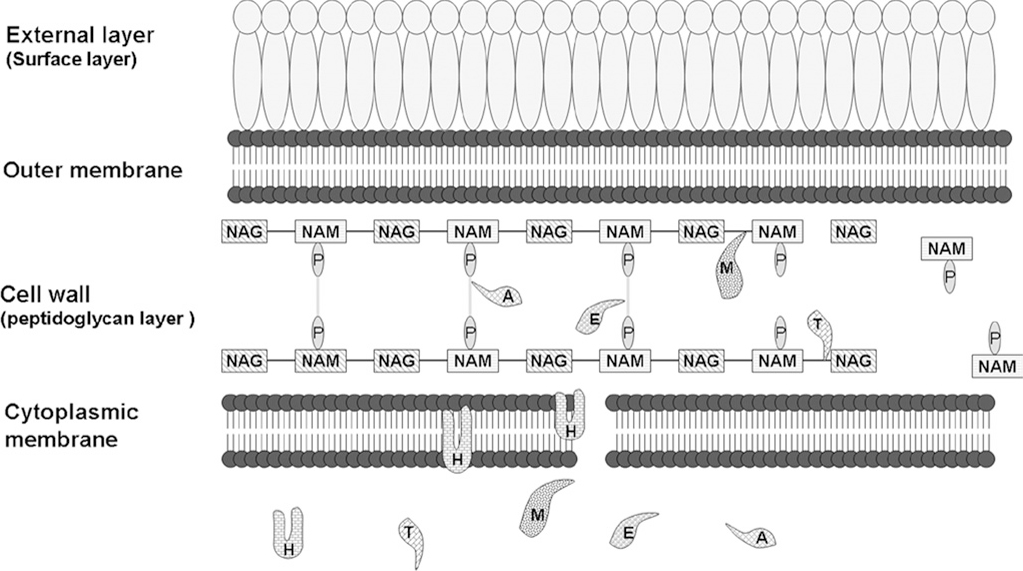 External layer
(Surface layer)
Outer membrane
NAG NAM NAG NAM NAG NAM NAG NAM NAG
NAM
P P P M P P
Cell wall
(peptidoglycan layer )
A
E T
P P P P P
NAG NAM NAG NAM NAG NAM NAG NAM NAG NAM
Cytoplasmic
membrane
H
H
M
H T E A